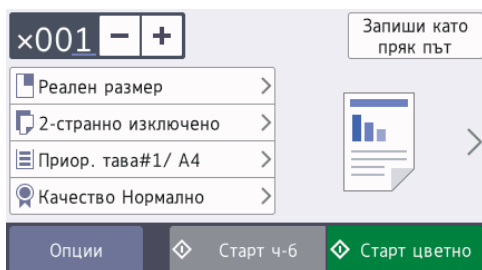 ×001 − +
Запиши като
пряк път
Реален размер
2-странно изключено
Приор. тава#1/ A4
Качество Нормално
Опции
Старт ч-б
Старт цветно